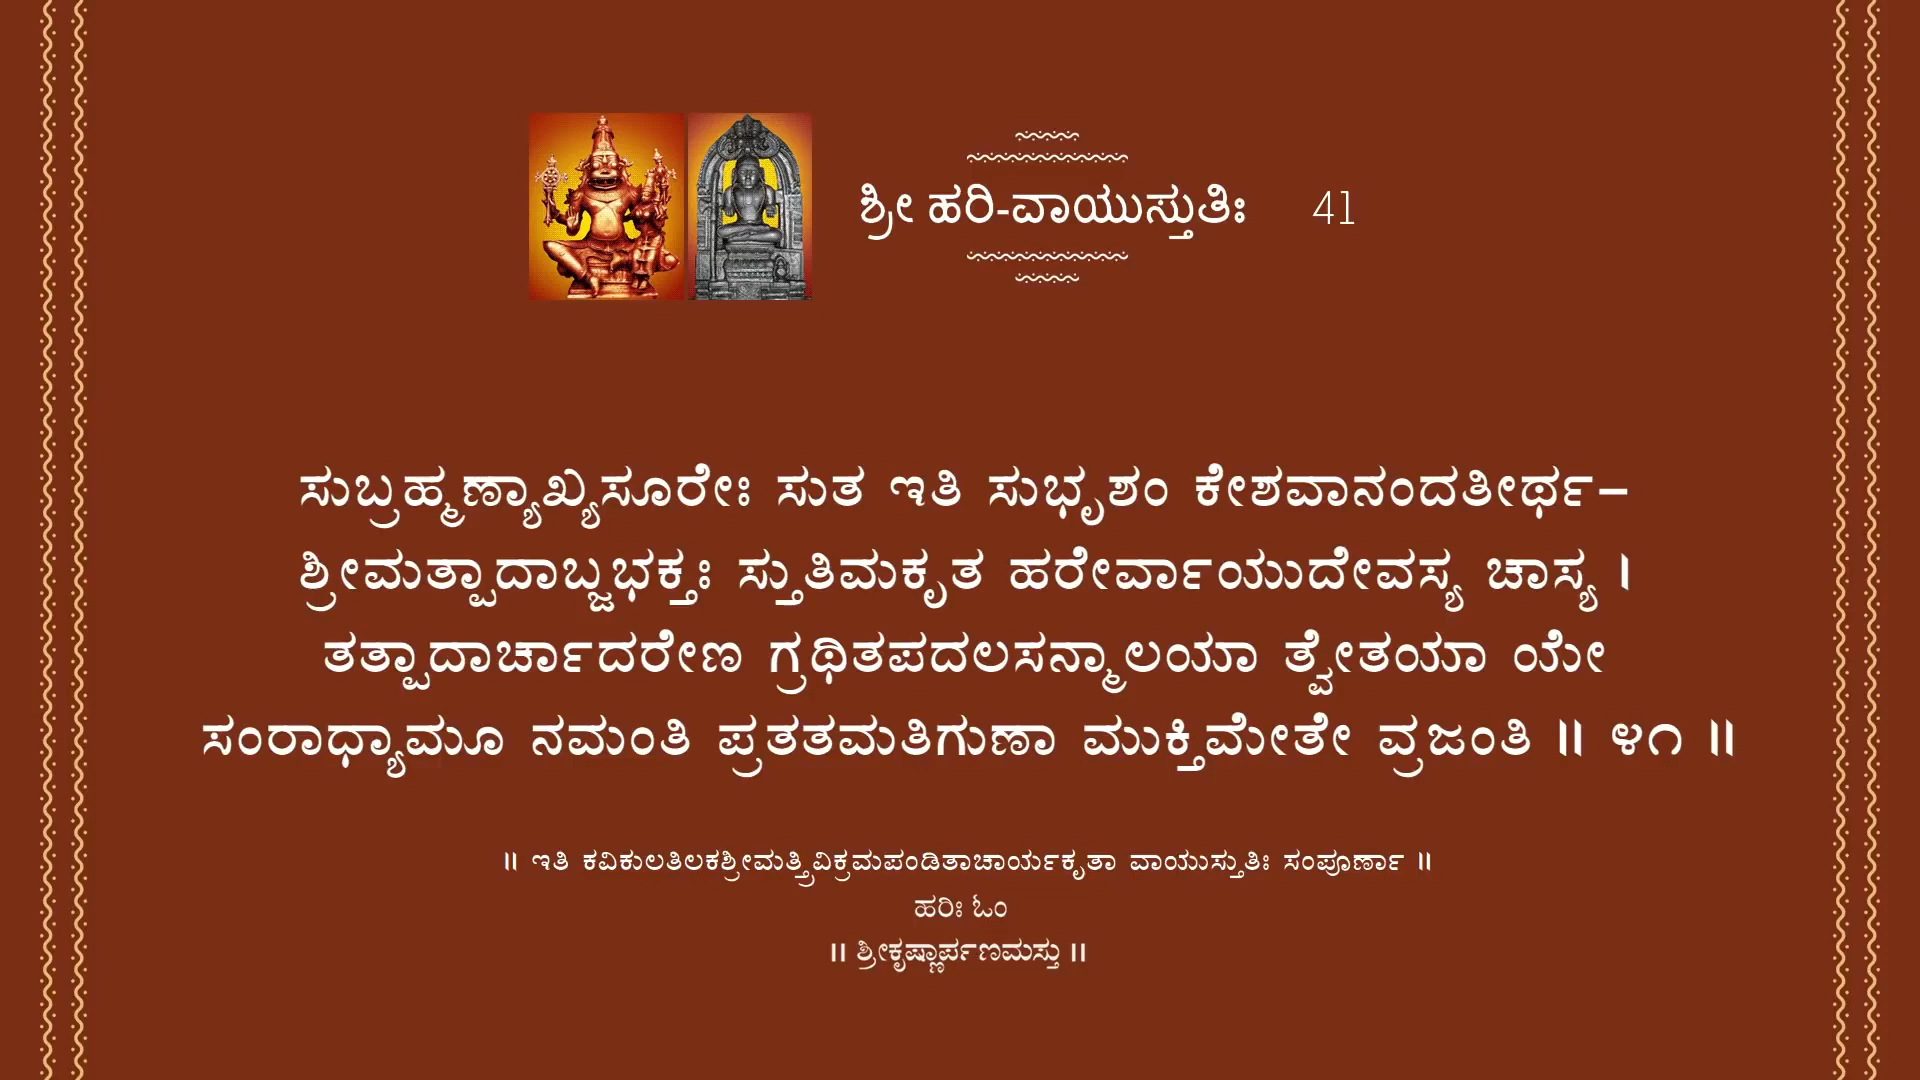 ಶ್ರೀ ಹರಿ-ವಾಯುಸ್ತುತಿಃ 41
ಸುಬ್ರಹ್ಮಣ್ಯಾಖ್ಯಸೂರೇಃ ಸುತ ಇತಿ ಸುಭೃಶಂ ಕೇಶವಾನಂದತೀರ್ಥ–
ಶ್ರೀಮತ್ಪಾದಾಬ್ಜಭಕ್ತಃ ಸ್ತುತಿಮಕೃತ ಹರೇರ್ವಾಯುದೇವಸ್ಯ ಚಾಸ್ಯ ।
ತತ್ಪಾದಾರ್ಚಾದರೇಣ ಗ್ರಥಿತಪದಲಸನ್ಮಾಲಯಾ ತ್ವೇತಯಾ ಯೇ
ಸಂರಾಧ್ಯಾಮೂ ನಮಂತಿ ಪ್ರತತಮತಿಗುಣಾ ಮುಕ್ತಿಮೇತೇ ವ್ರಜಂತಿ ॥ ೪೧ ॥
॥ ಇತಿ ಕವಿಕುಲತಿಲಕಶ್ರೀಮತ್ತ್ರಿವಿಕ್ರಮಪಂಡಿತಾಚಾರ್ಯಕೃತಾ ವಾಯುಸ್ತುತಿಃ ಸಂಪೂರ್ಣಾ ॥
ಹರಿಃ ಓಂ
॥ ಶ್ರೀಕೃಷ್ಣಾರ್ಪಣಮಸ್ತು ॥